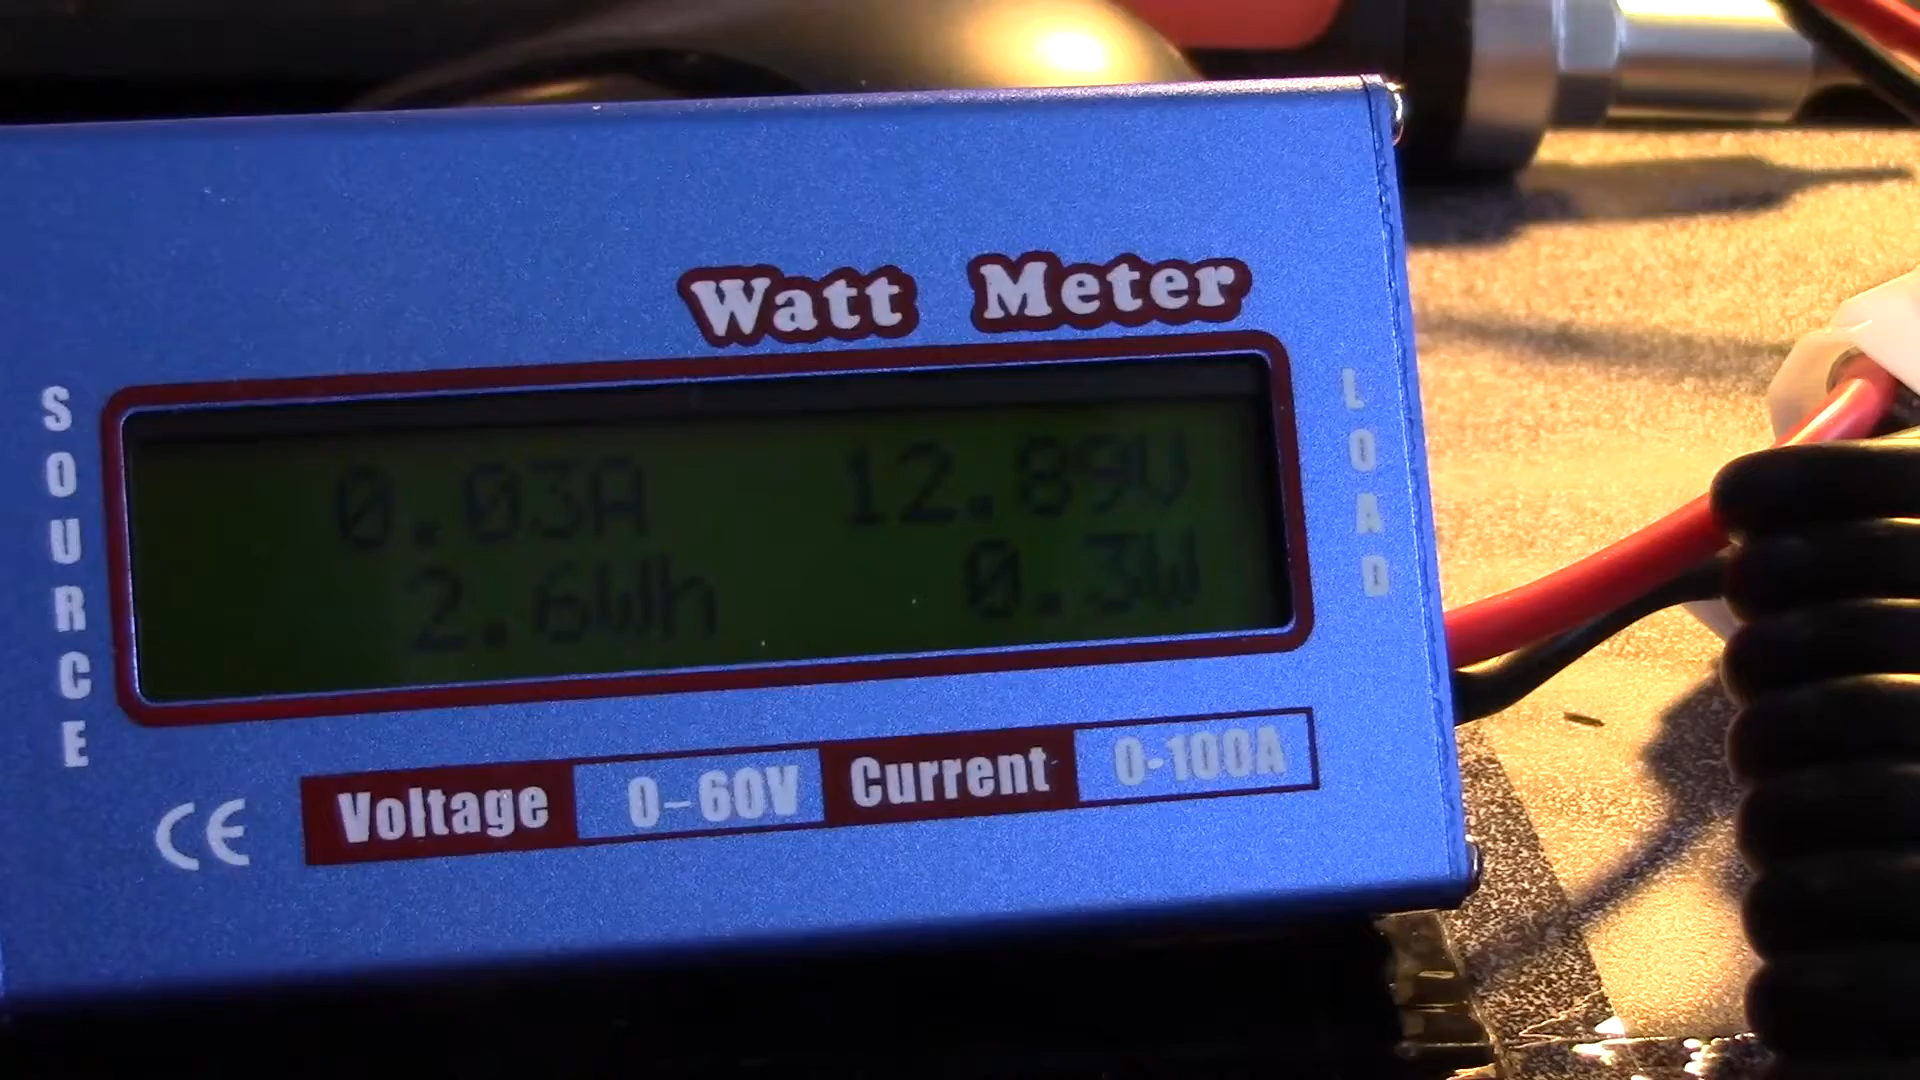 Watt Meter
SOURCE
0.03A 12.89V
2.6Wh 0.3W
LOAD
CE
Voltage 0-60V Current 0-100A